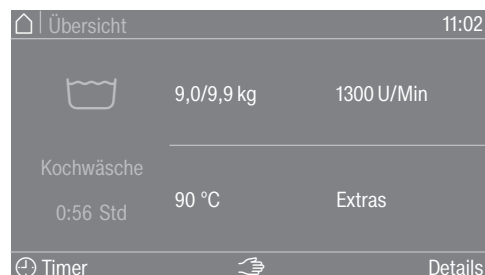 Übersicht 11:02
9,0/9,9 kg 1300 U/Min
Kochwäsche
0:56 Std
90 °C Extras
Timer Details